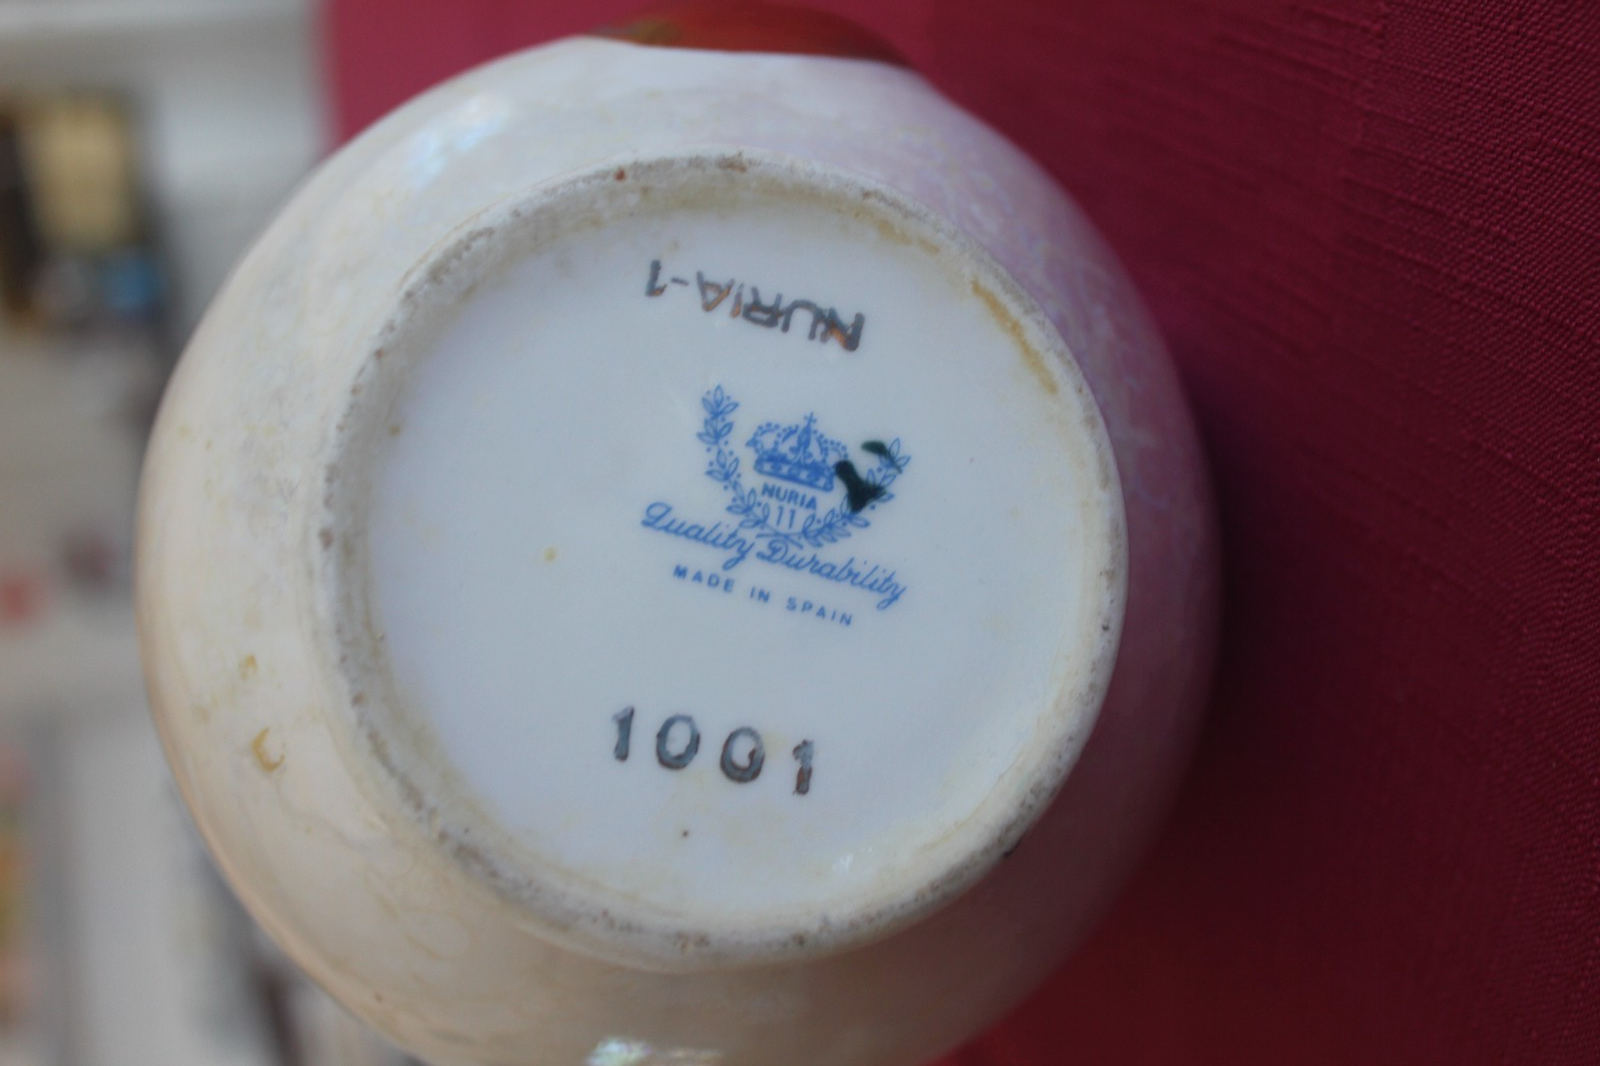 NURIA-1
NURIA
11
Quality Durability
MADE IN SPAIN
1001